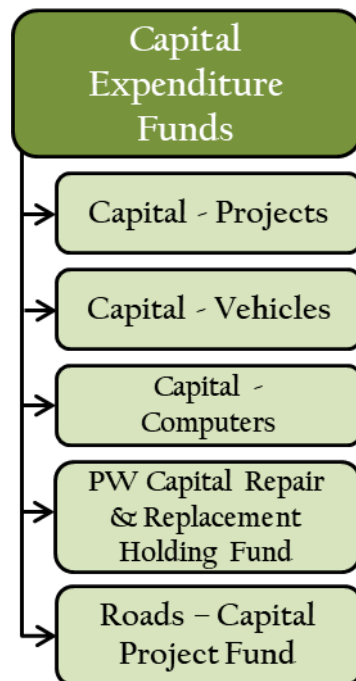 Capital
Expenditure
Funds
Capital - Projects
Capital - Vehicles
Capital -
Computers
PW Capital Repair
& Replacement
Holding Fund
Roads – Capital
Project Fund